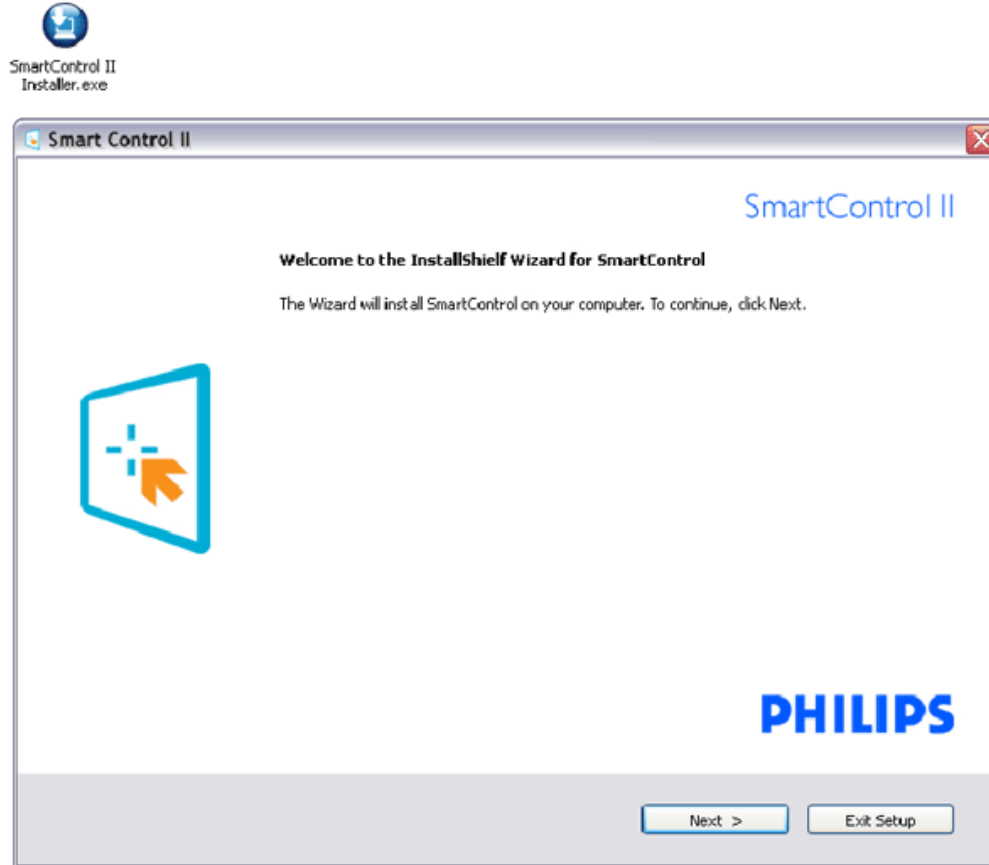 SmartControl II
Installer.exe
Smart Control II
SmartControl II
Welcome to the InstallShielf Wizard for SmartControl
The Wizard will install SmartControl on your computer. To continue, click Next.
PHILIPS
Next >
Exit Setup